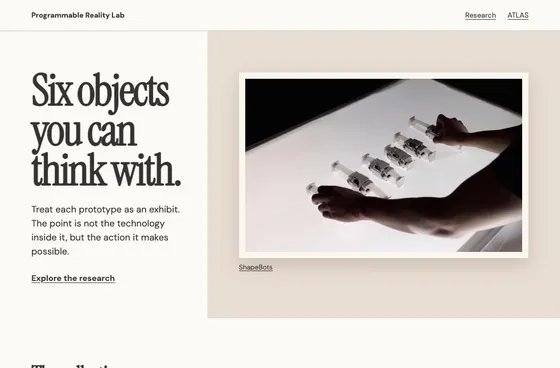 Programmable Reality Lab
Research
ATLAS
Six objects
you can
think with.
Treat each prototype as an exhibit.
The point is not the technology
inside it, but the action it makes
possible.
Explore the research
ShapeBots